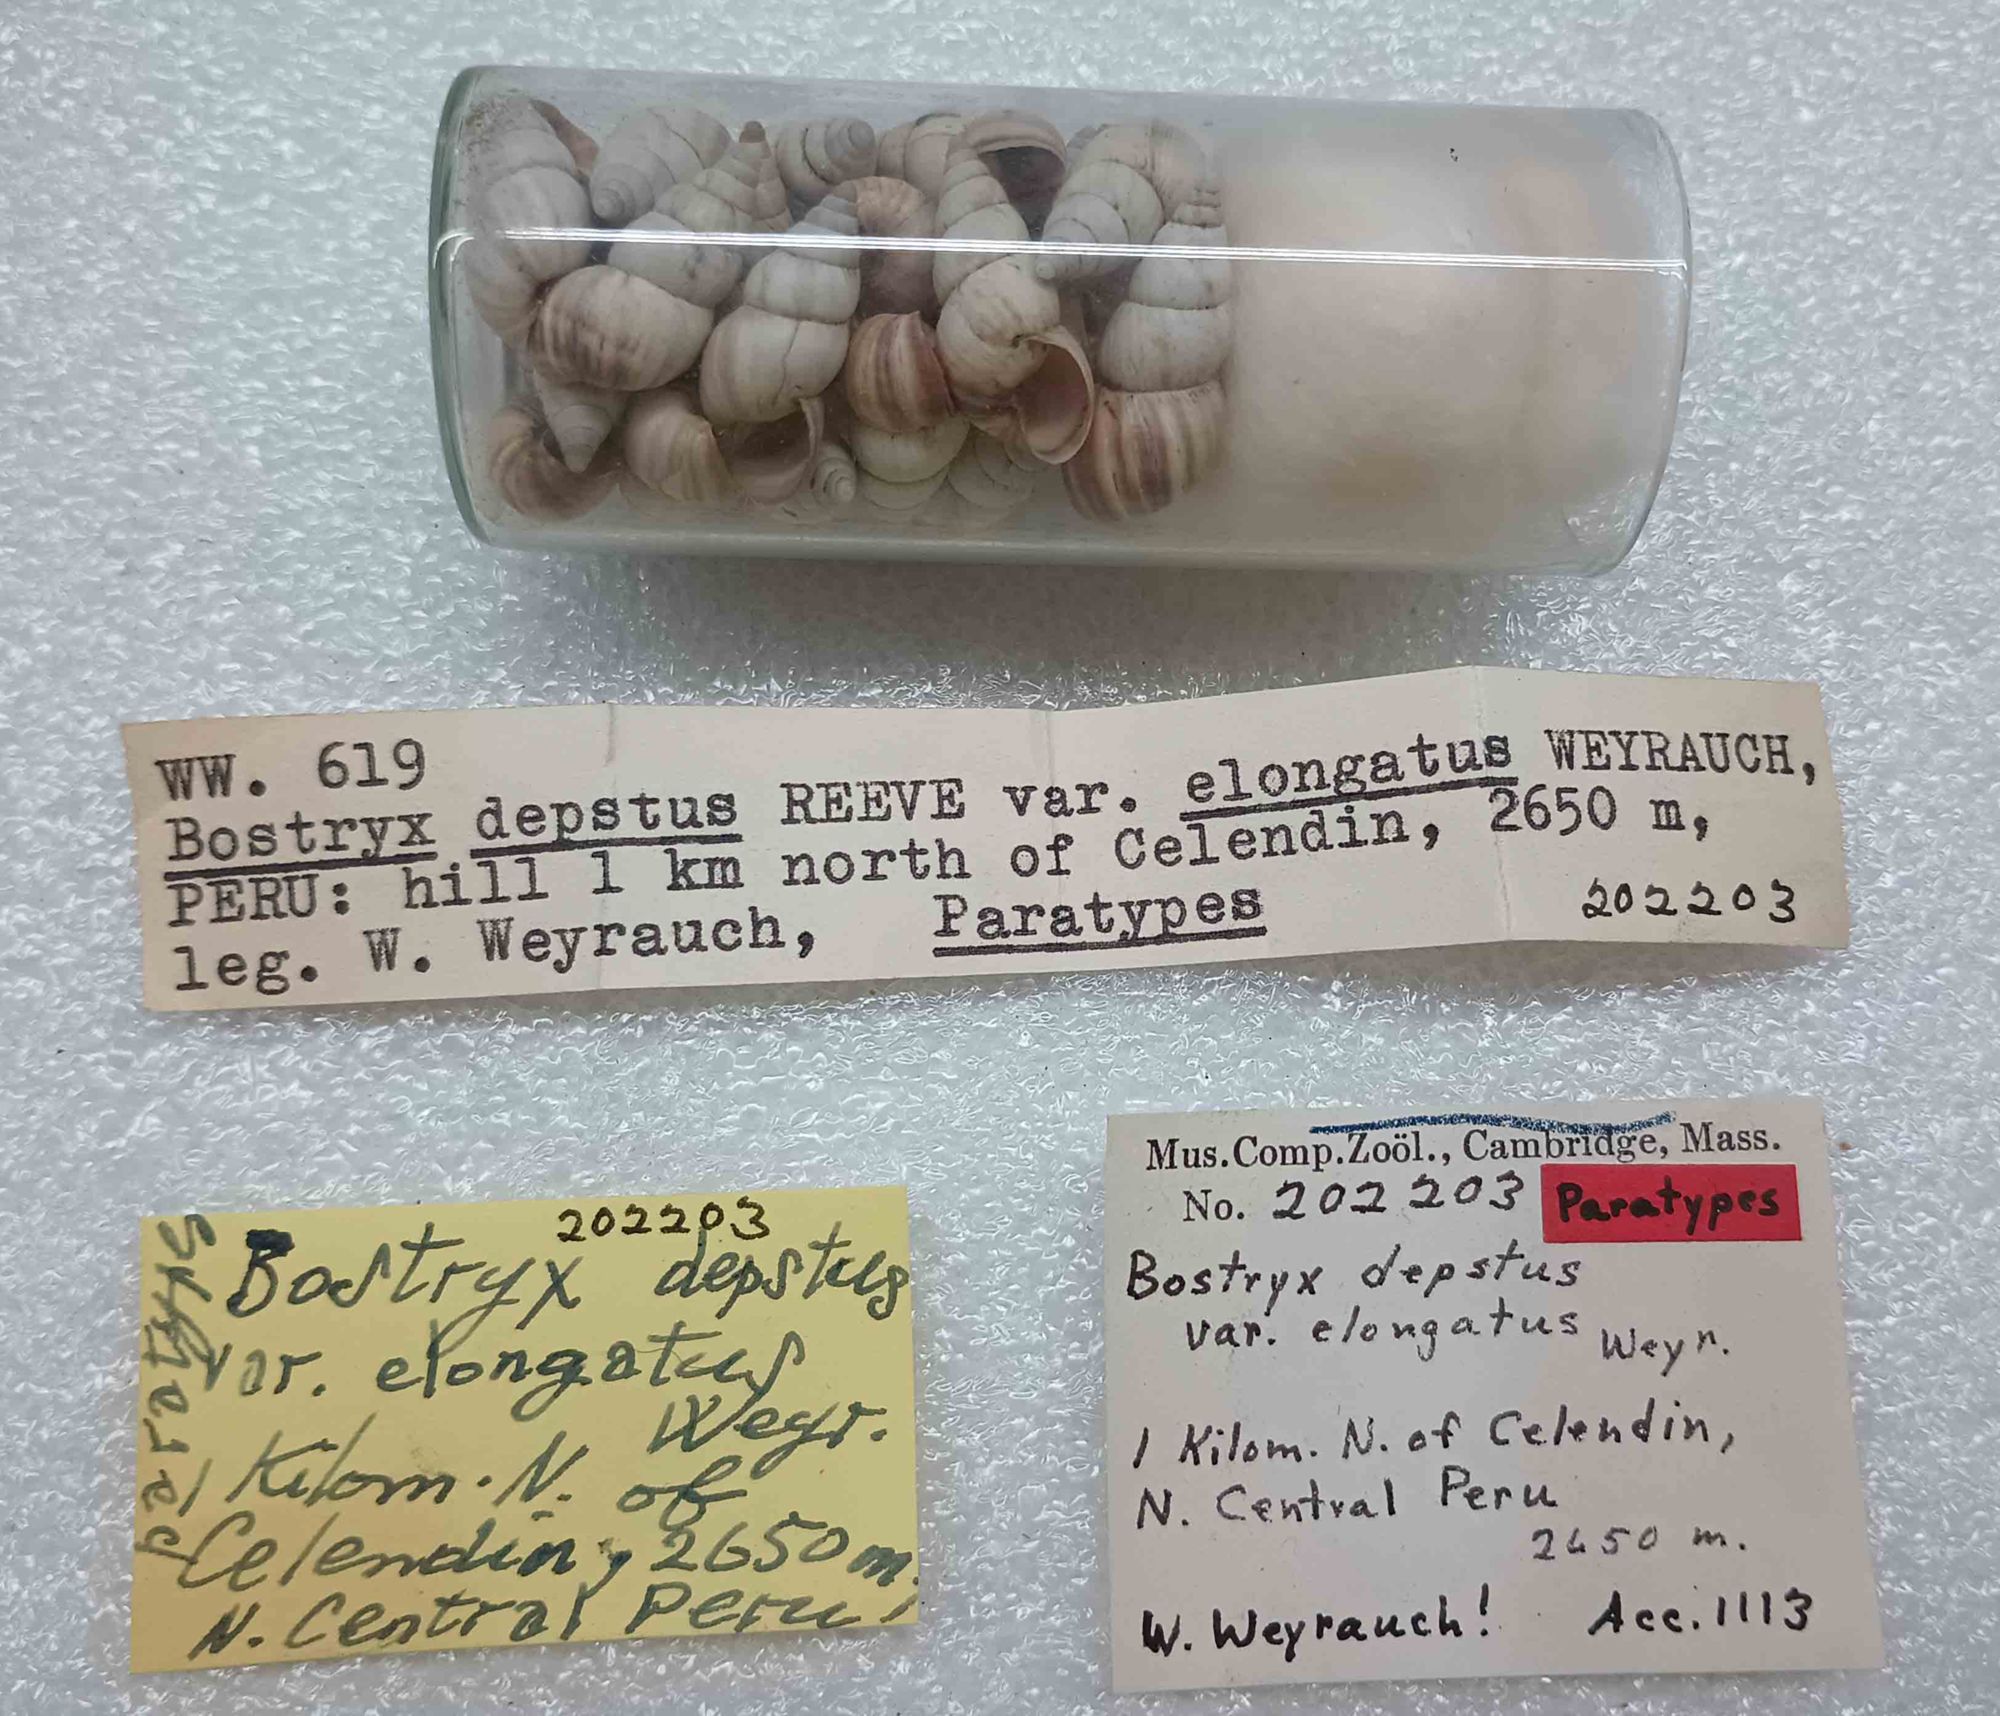 WW. 619
Bostryx depstus REEVE var. elongatus WEYRAUCH,
PERU: hill 1 km north of Celendin, 2650 m,
leg. W. Weyrauch, Paratypes
202203
202203
Bostryx depstus
var. elongatus
Weyr.
1 Kilom. N. of
Celendin, 2650 m.
N. Central Peru!
paratypes
Mus.Comp.Zoöl., Cambridge, Mass.
No. 202203 Paratypes
Bostryx depstus
var. elongatus Weyr.
1 Kilom. N. of Celendin,
N. Central Peru
2650 m.
W. Weyrauch! Acc. 1113